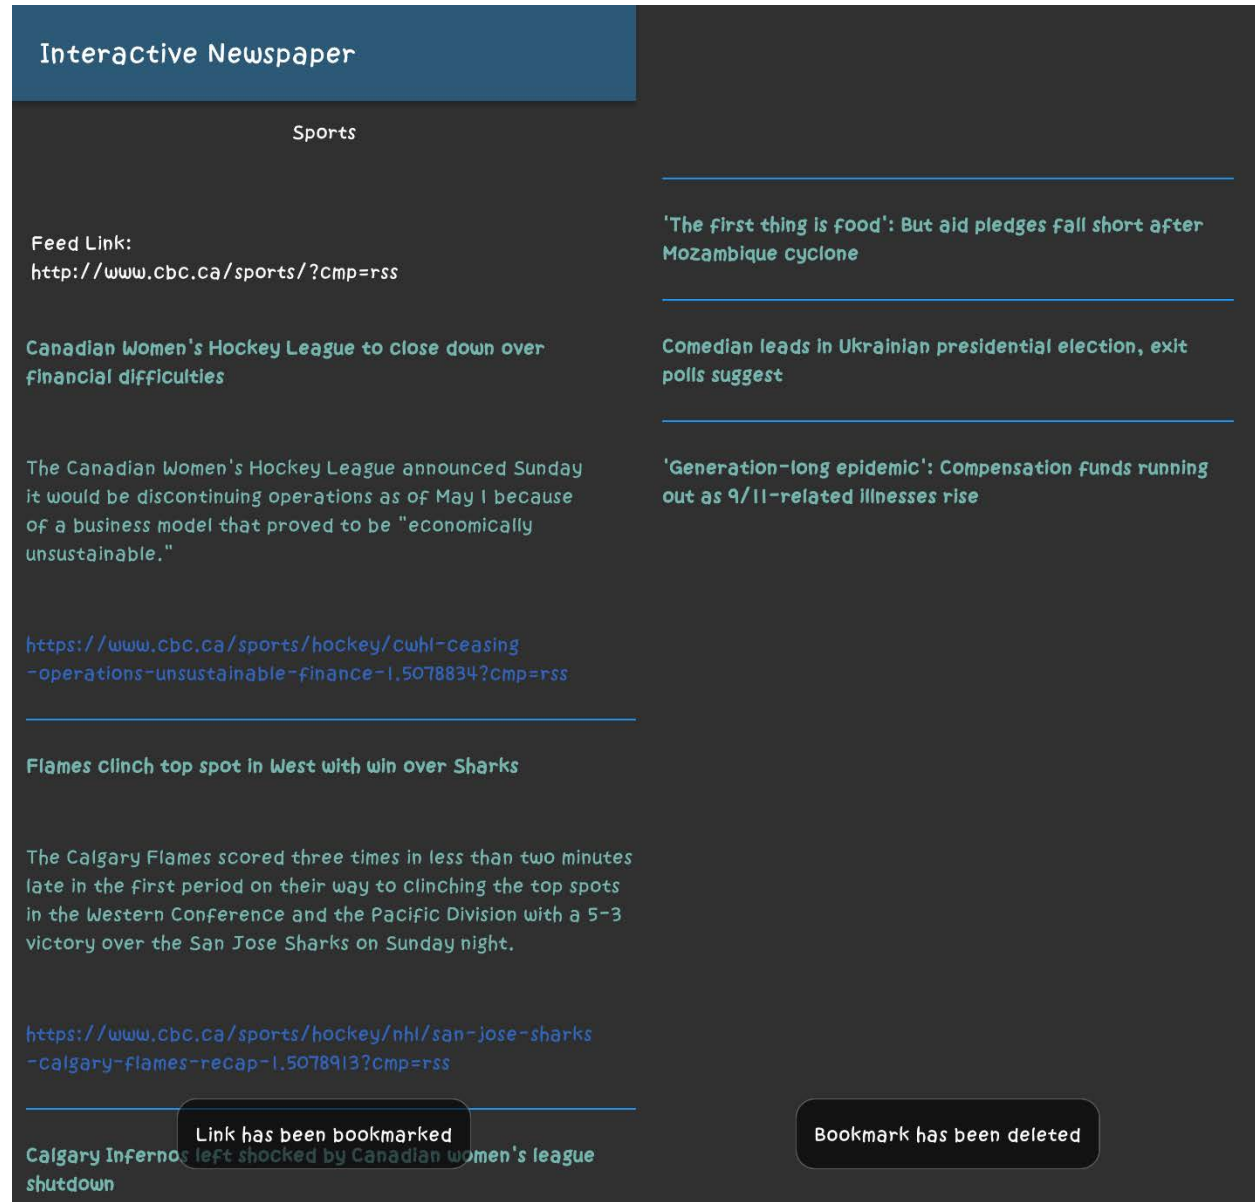 Interactive Newspaper
Sports
Feed Link:
http://www.cbc.ca/sports/?cmp=rss
Canadian Women's Hockey League to close down over
financial difficulties
The Canadian Women's Hockey League announced Sunday
it would be discontinuing operations as of May 1 because
of a business model that proved to be "economically
unsustainable."
https://www.cbc.ca/sports/hockey/cwhl-ceasing
-operations-unsustainable-finance-1.5078834?cmp=rss
Flames clinch top spot in West with win over Sharks
The Calgary Flames scored three times in less than two minutes
late in the first period on their way to clinching the top spots
in the Western Conference and the Pacific Division with a 5-3
victory over the San Jose Sharks on Sunday night.
https://www.cbc.ca/sports/hockey/nhl/san-jose-sharks
-calgary-flames-recap-1.5078913?cmp=rss
Link has been bookmarked
Calgary Infernos left shocked by Canadian women's league
shutdown
'The first thing is food': But aid pledges fall short after
Mozambique cyclone
Comedian leads in Ukrainian presidential election, exit
polls suggest
'Generation-long epidemic': Compensation funds running
out as 9/11-related illnesses rise
Bookmark has been deleted